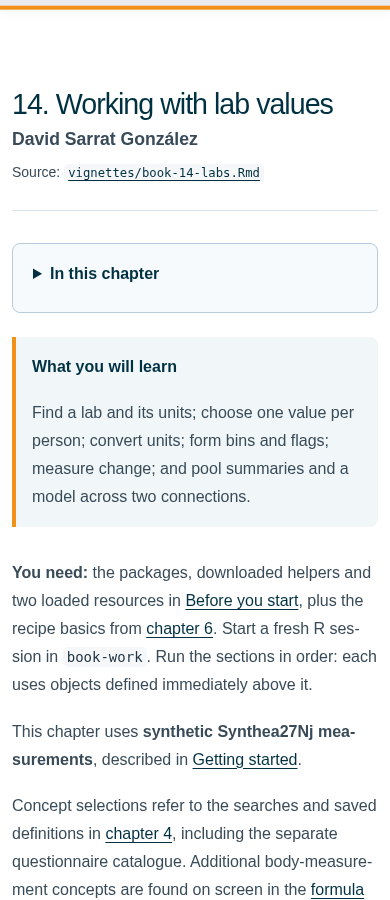 14. Working with lab values
David Sarrat González
Source: vignettes/book-14-labs.Rmd
In this chapter
What you will learn
Find a lab and its units; choose one value per
person; convert units; form bins and flags;
measure change; and pool summaries and a
model across two connections.
You need: the packages, downloaded helpers and
two loaded resources in Before you start, plus the
recipe basics from chapter 6. Start a fresh R ses-
sion in book-work. Run the sections in order: each
uses objects defined immediately above it.
This chapter uses synthetic Synthea27Nj mea-
surements, described in Getting started.
Concept selections refer to the searches and saved
definitions in chapter 4, including the separate
questionnaire catalogue. Additional body-measure-
ment concepts are found on screen in the formula